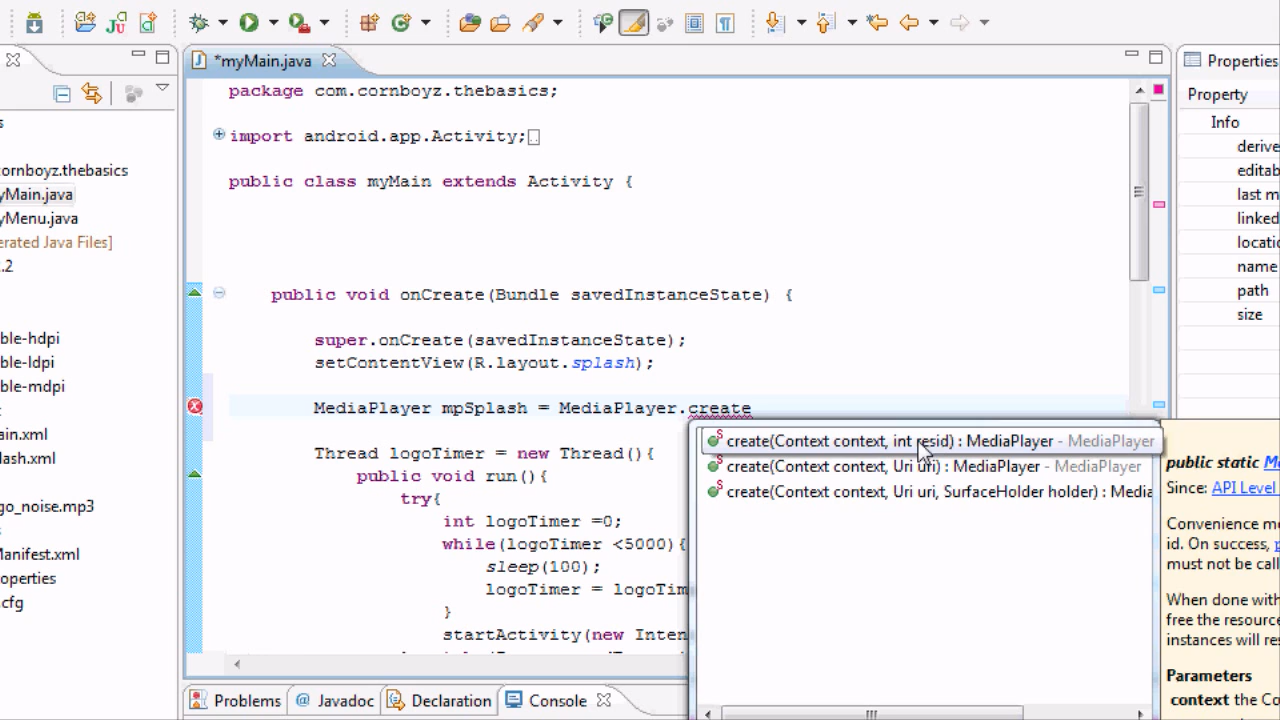 *myMain.java
Properties
Property
Info
derive
editab
last m
linked
locati
name
path
size
s
ornboyz.thebasics
yMain.java
yMenu.java
erated Java Files]
.2
ble-hdpi
ble-ldpi
ble-mdpi
ain.xml
lash.xml
go_noise.mp3
s
Manifest.xml
operties
.cfg
package com.cornboyz.thebasics;
import android.app.Activity;
public class myMain extends Activity {
public void onCreate(Bundle savedInstanceState) {
super.onCreate(savedInstanceState);
setContentView(R.layout.splash);
MediaPlayer mpSplash = MediaPlayer.create
Thread logoTimer = new Thread(){
public void run(){
try{
int logoTimer =0;
while(logoTimer <5000){
sleep(100);
logoTimer = logoTim
}
startActivity(new Inten
create(Context context, int resid) : MediaPlayer - MediaPlayer
create(Context context, Uri uri) : MediaPlayer - MediaPlayer
create(Context context, Uri uri, SurfaceHolder holder) : Media
public static Me
Since: API Level
Convenience me
id. On success, p
must not be call
When done with
free the resource
instances will res
Parameters
context the Co
Problems
@ Javadoc
Declaration
Console